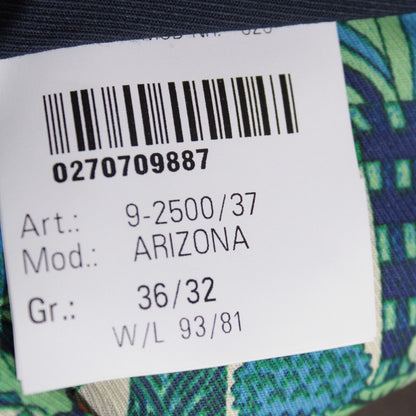 0270709887
Art.: 9-2500/37
Mod.: ARIZONA
Gr.: 36/32
W/L 93/81